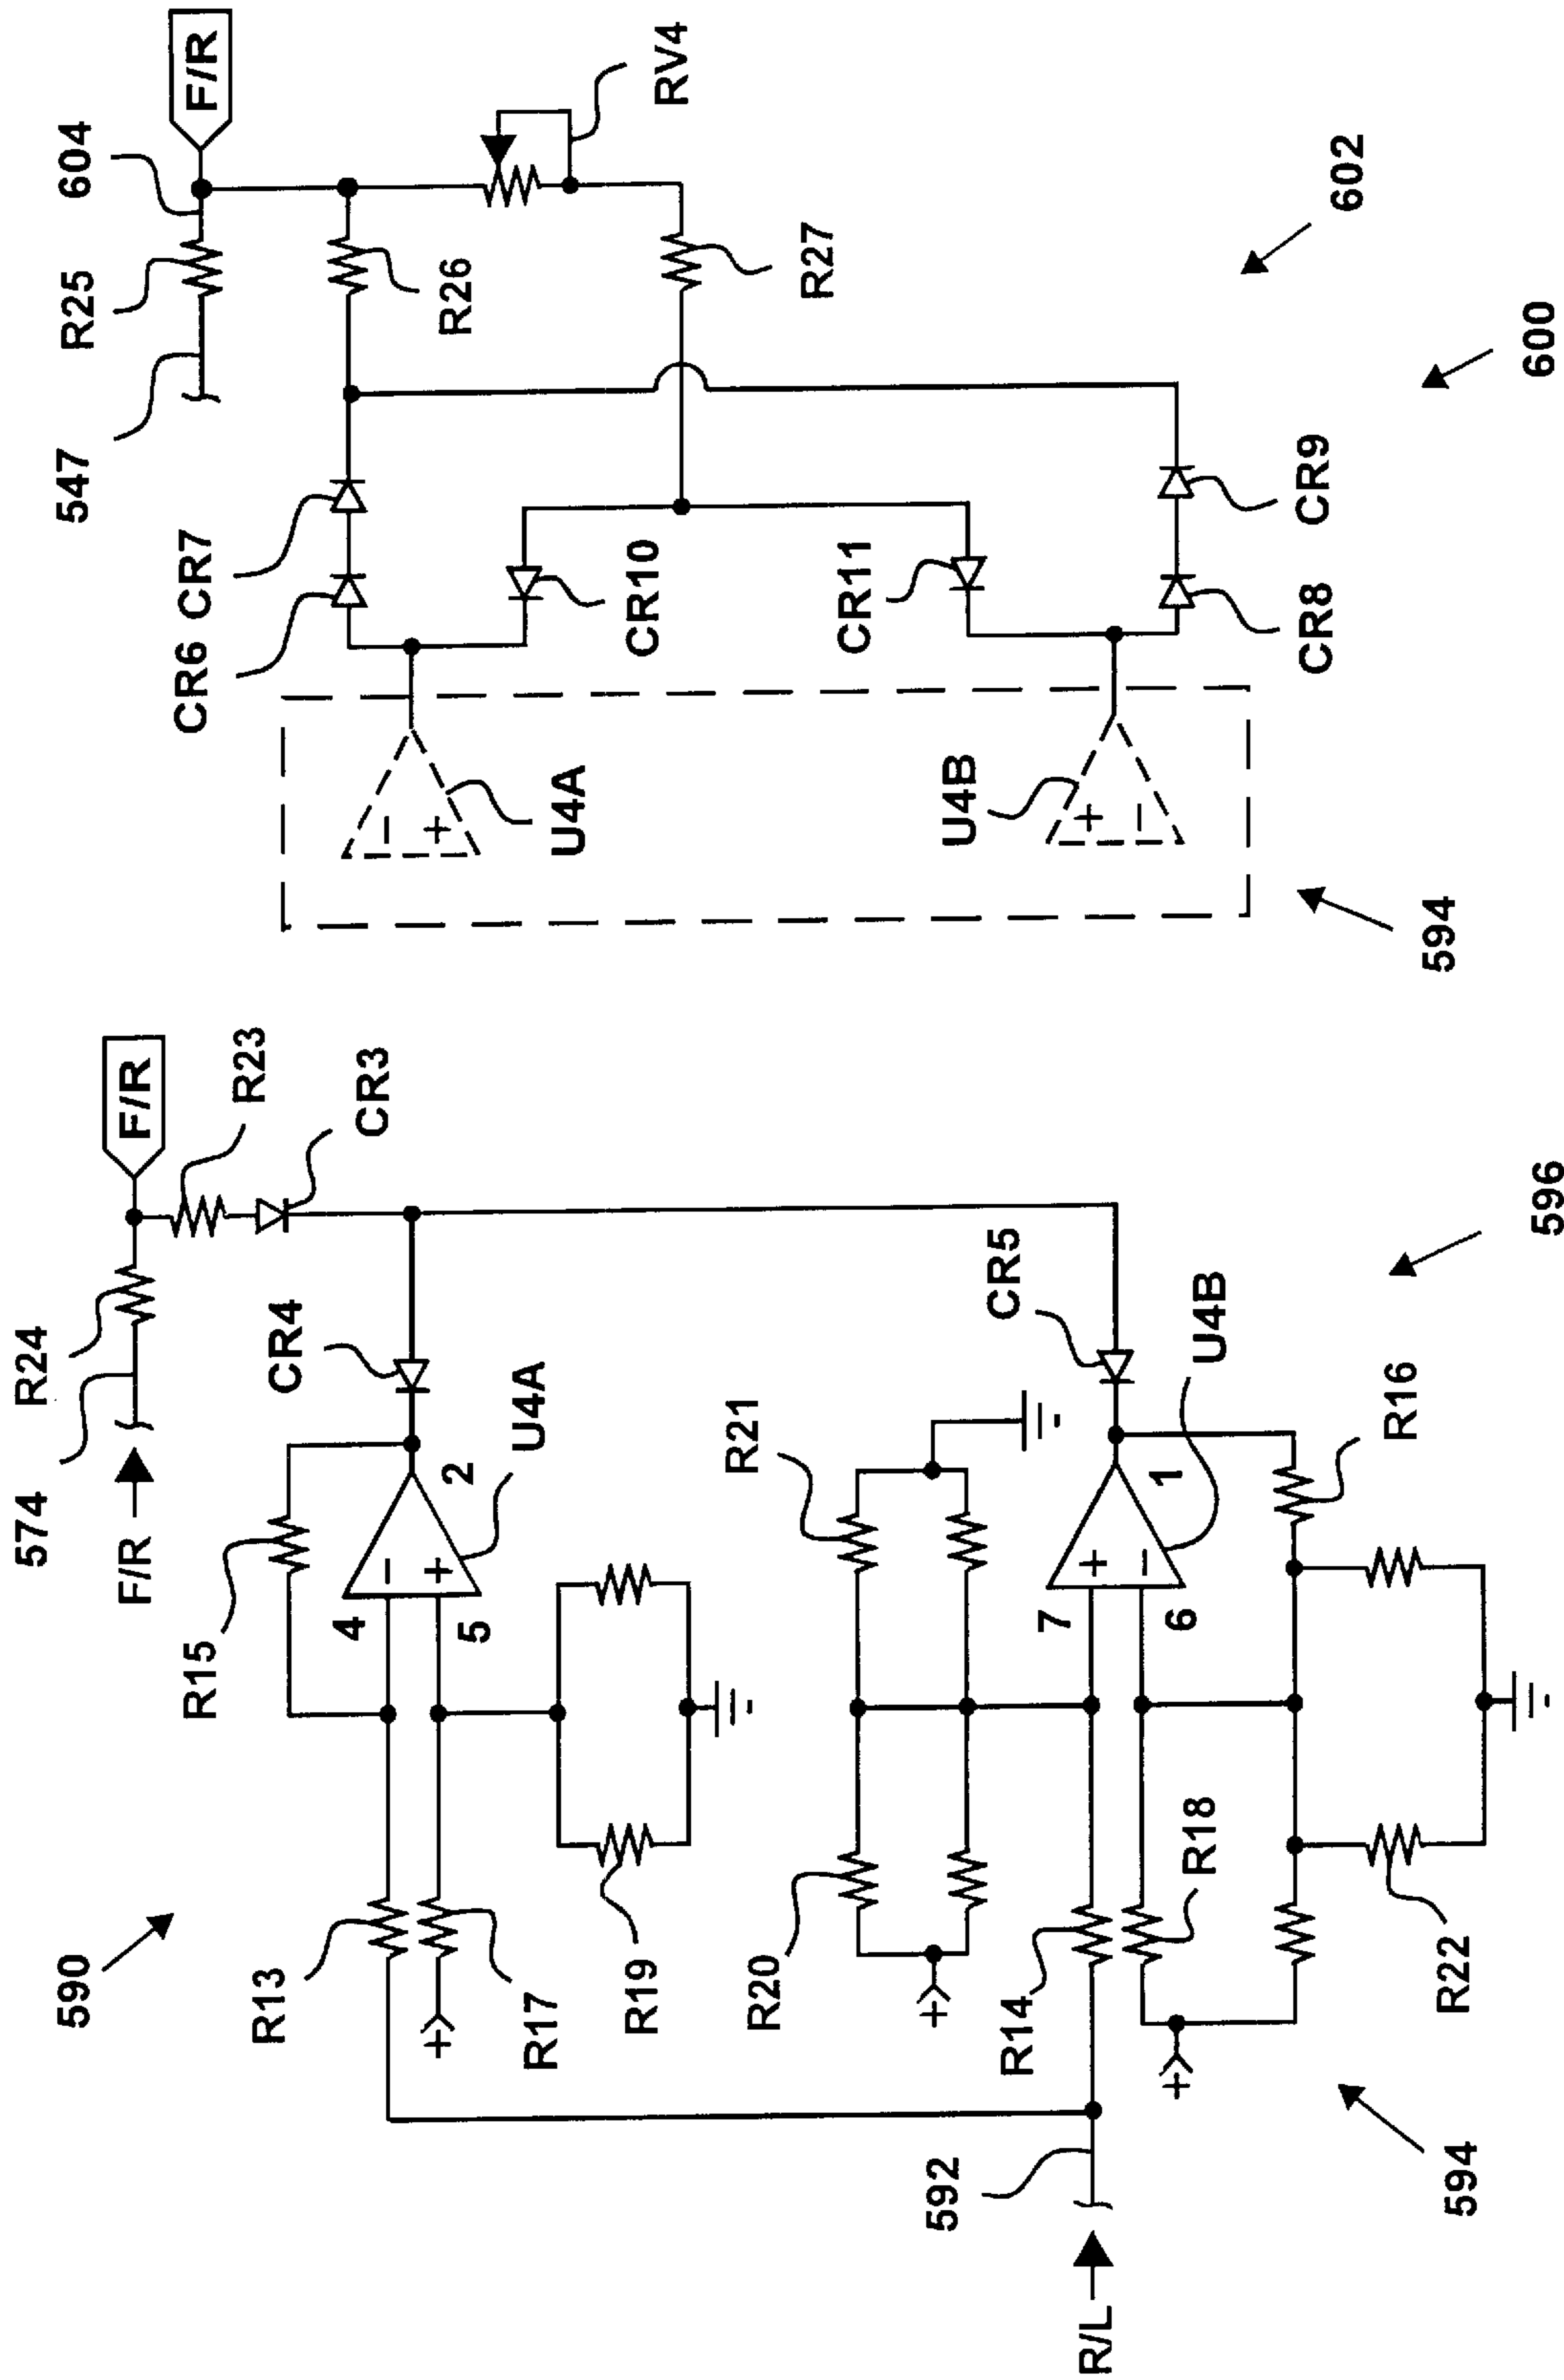 590
574
F/R
R24
F/R
R23
CR3
R15
CR4
4
2
5
U4A
R13
R17
+
R19
R21
R20
+
CR5
7
1
6
U4B
R14
R18
+
R16
R22
592
R/L
594
596
547
R25
604
F/R
CR6 CR7
R26
RV4
CR10
R27
U4A
CR11
U4B
CR8
CR9
594
600
602